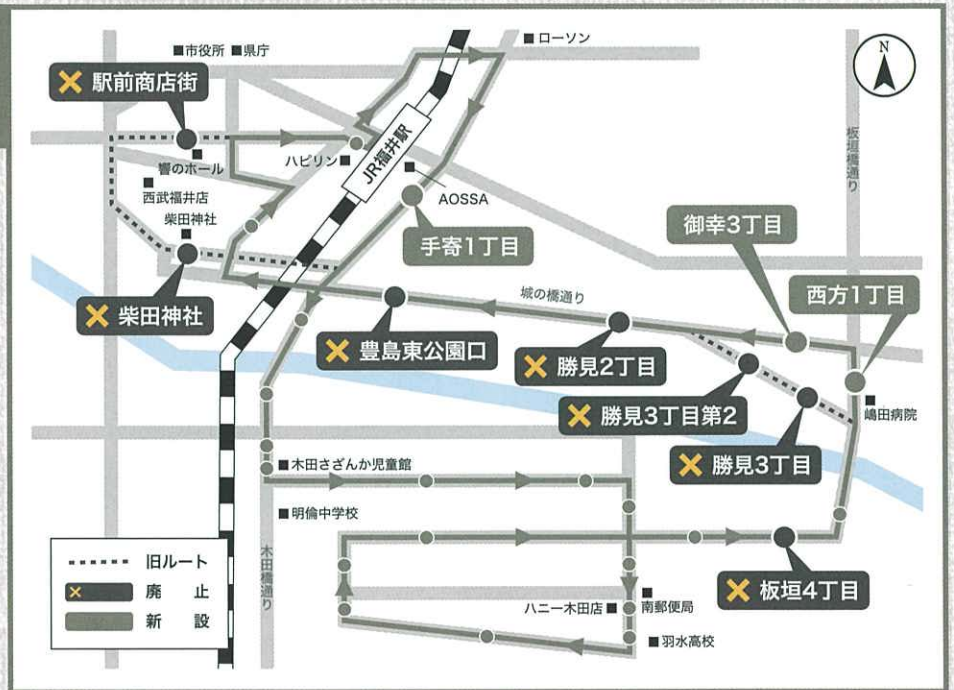 ■ローソン
■市役所 ■県庁
N
× 駅前商店街
板垣橋通り
ハピリン■
JR福井駅
響のホール
■
西武福井店
AOSSA
柴田神社
御幸3丁目
手寄1丁目
西方1丁目
城の橋通り
× 柴田神社
× 豊島東公園口
× 勝見2丁目
■嶋田病院
× 勝見3丁目第2
× 勝見3丁目
■木田さざんか児童館
■明倫中学校
木田橋通り
旧ルート
× 廃 止
新 設
× 板垣4丁目
ハニー木田店■
■南郵便局
■羽水高校